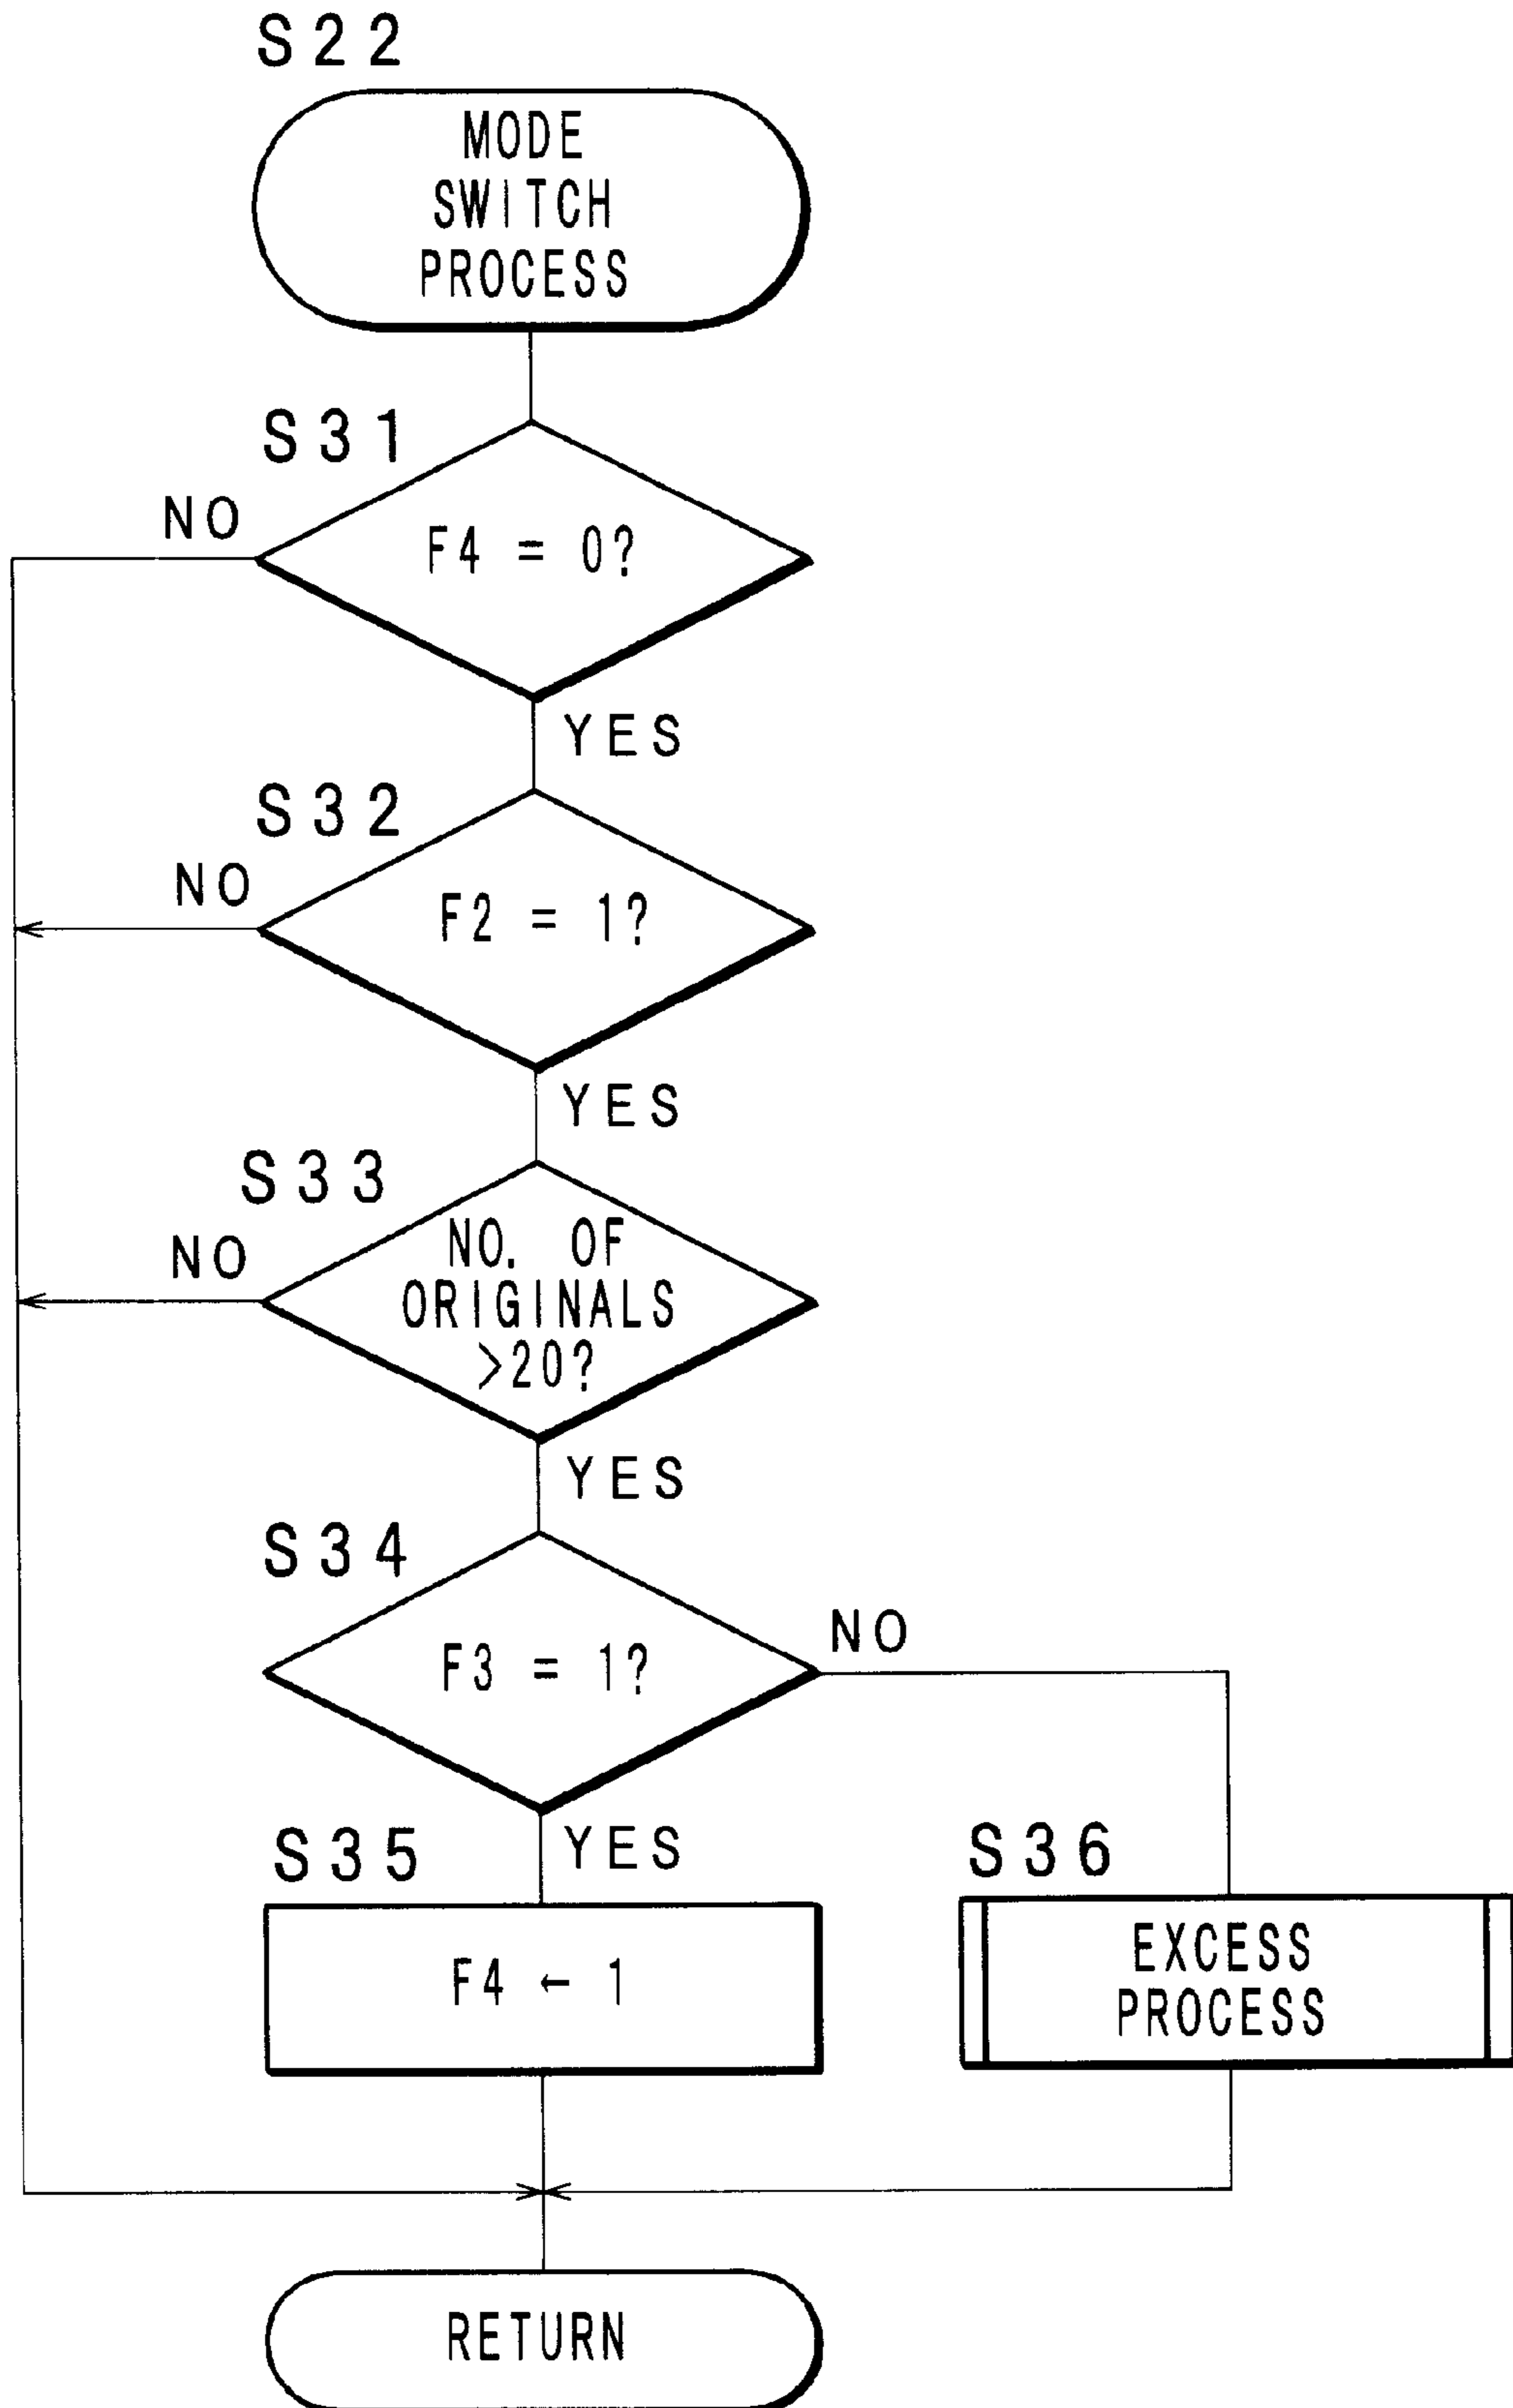 S22
MODE
SWITCH
PROCESS
S31
NO
F4 = 0?
YES
S32
NO
F2 = 1?
YES
S33
NO
NO. OF
ORIGINALS
>20?
YES
S34
NO
F3 = 1?
YES
S35
F4 ← 1
S36
EXCESS
PROCESS
RETURN